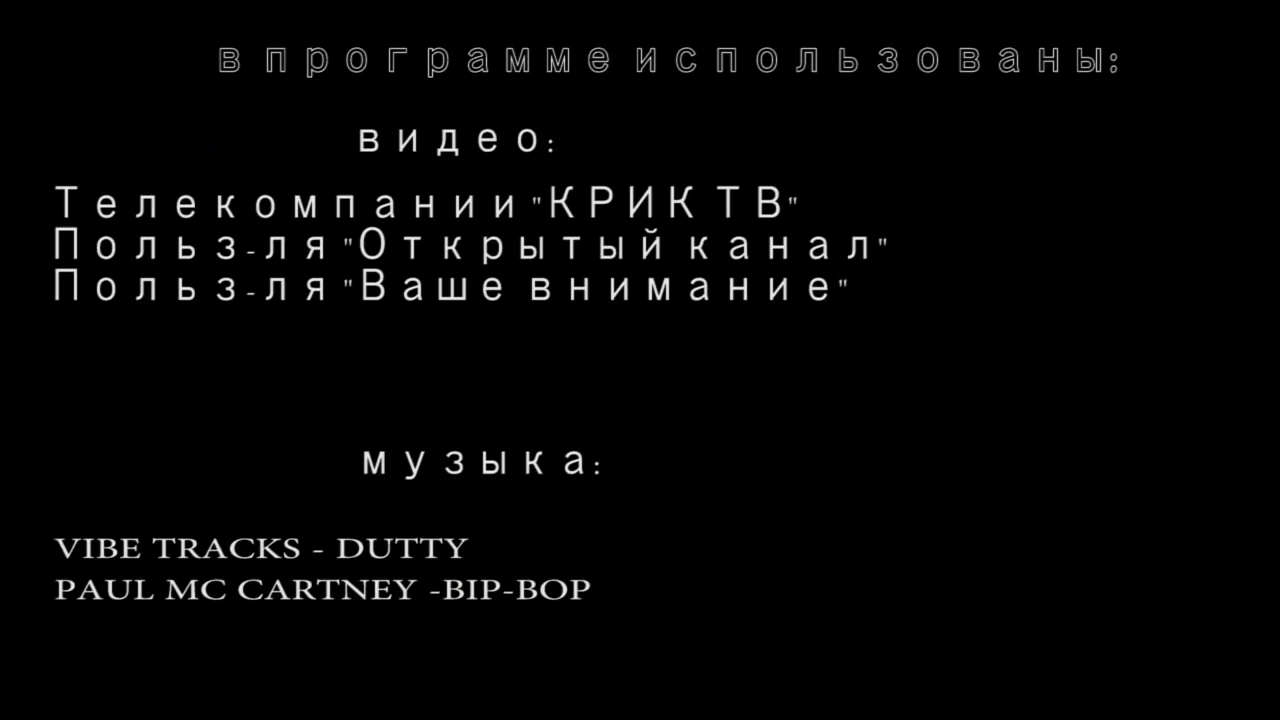 в программе использованы:
видео:
Телекомпании "КРИК ТВ"
Польз-ля "Открытый канал"
Польз-ля "Ваше внимание"
музыка:
VIBE TRACKS - DUTTY
PAUL MC CARTNEY -BIP-BOP